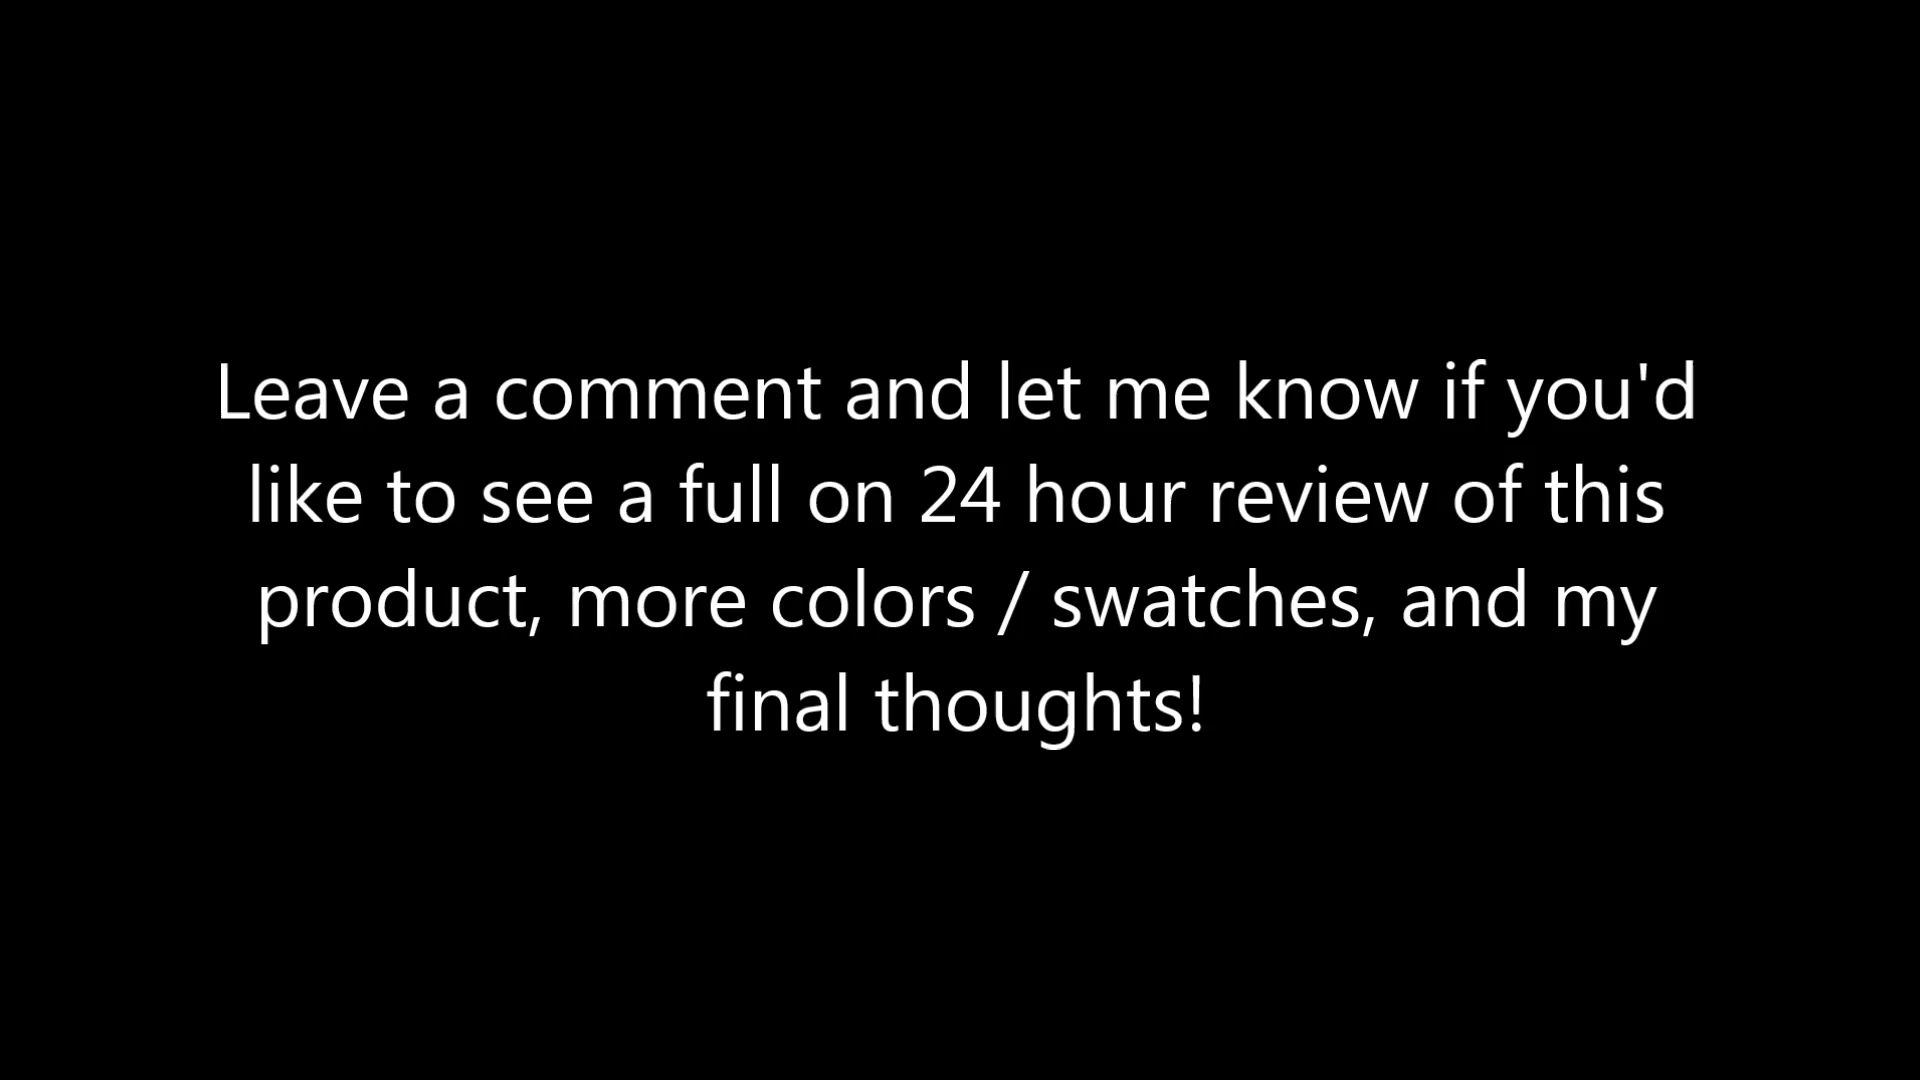 Leave a comment and let me know if you'd
like to see a full on 24 hour review of this
product, more colors / swatches, and my
final thoughts!